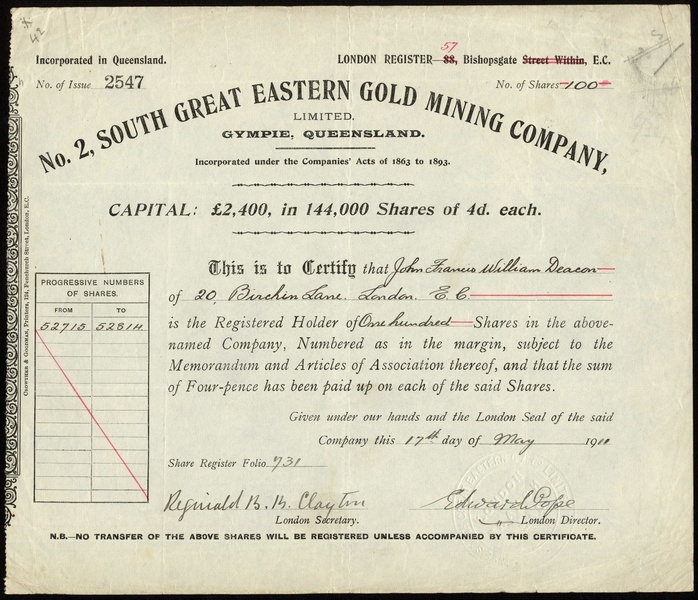 42
57
Incorporated in Queensland. LONDON REGISTER 88, Bishopsgate Street Within, E.C.
No. of Issue 2547 No. of Shares 100
No. 2, SOUTH GREAT EASTERN GOLD MINING COMPANY,
LIMITED.
GYMPIE, QUEENSLAND.
Incorporated under the Companies' Acts of 1863 to 1893.
CAPITAL: £2,400, in 144,000 Shares of 4d. each.
This is to Certify that John Francis William Deacon
of 20, Birchin Lane. London. E.C.
is the Registered Holder of One hundred Shares in the above-
named Company, Numbered as in the margin, subject to the
Memorandum and Articles of Association thereof, and that the sum
of Four-pence has been paid up on each of the said Shares.
PROGRESSIVE NUMBERS
OF SHARES.
FROM TO
52715 52814
Given under our hands and the London Seal of the said
Company this 17th day of May 1911
Share Register Folio 731
Reginald B. B. Clayton Edward Pope
London Secretary. London Director.
N.B.—NO TRANSFER OF THE ABOVE SHARES WILL BE REGISTERED UNLESS ACCOMPANIED BY THIS CERTIFICATE.
Crowther & Goodman, Printers, 124, Fenchurch Street, London, E.C.